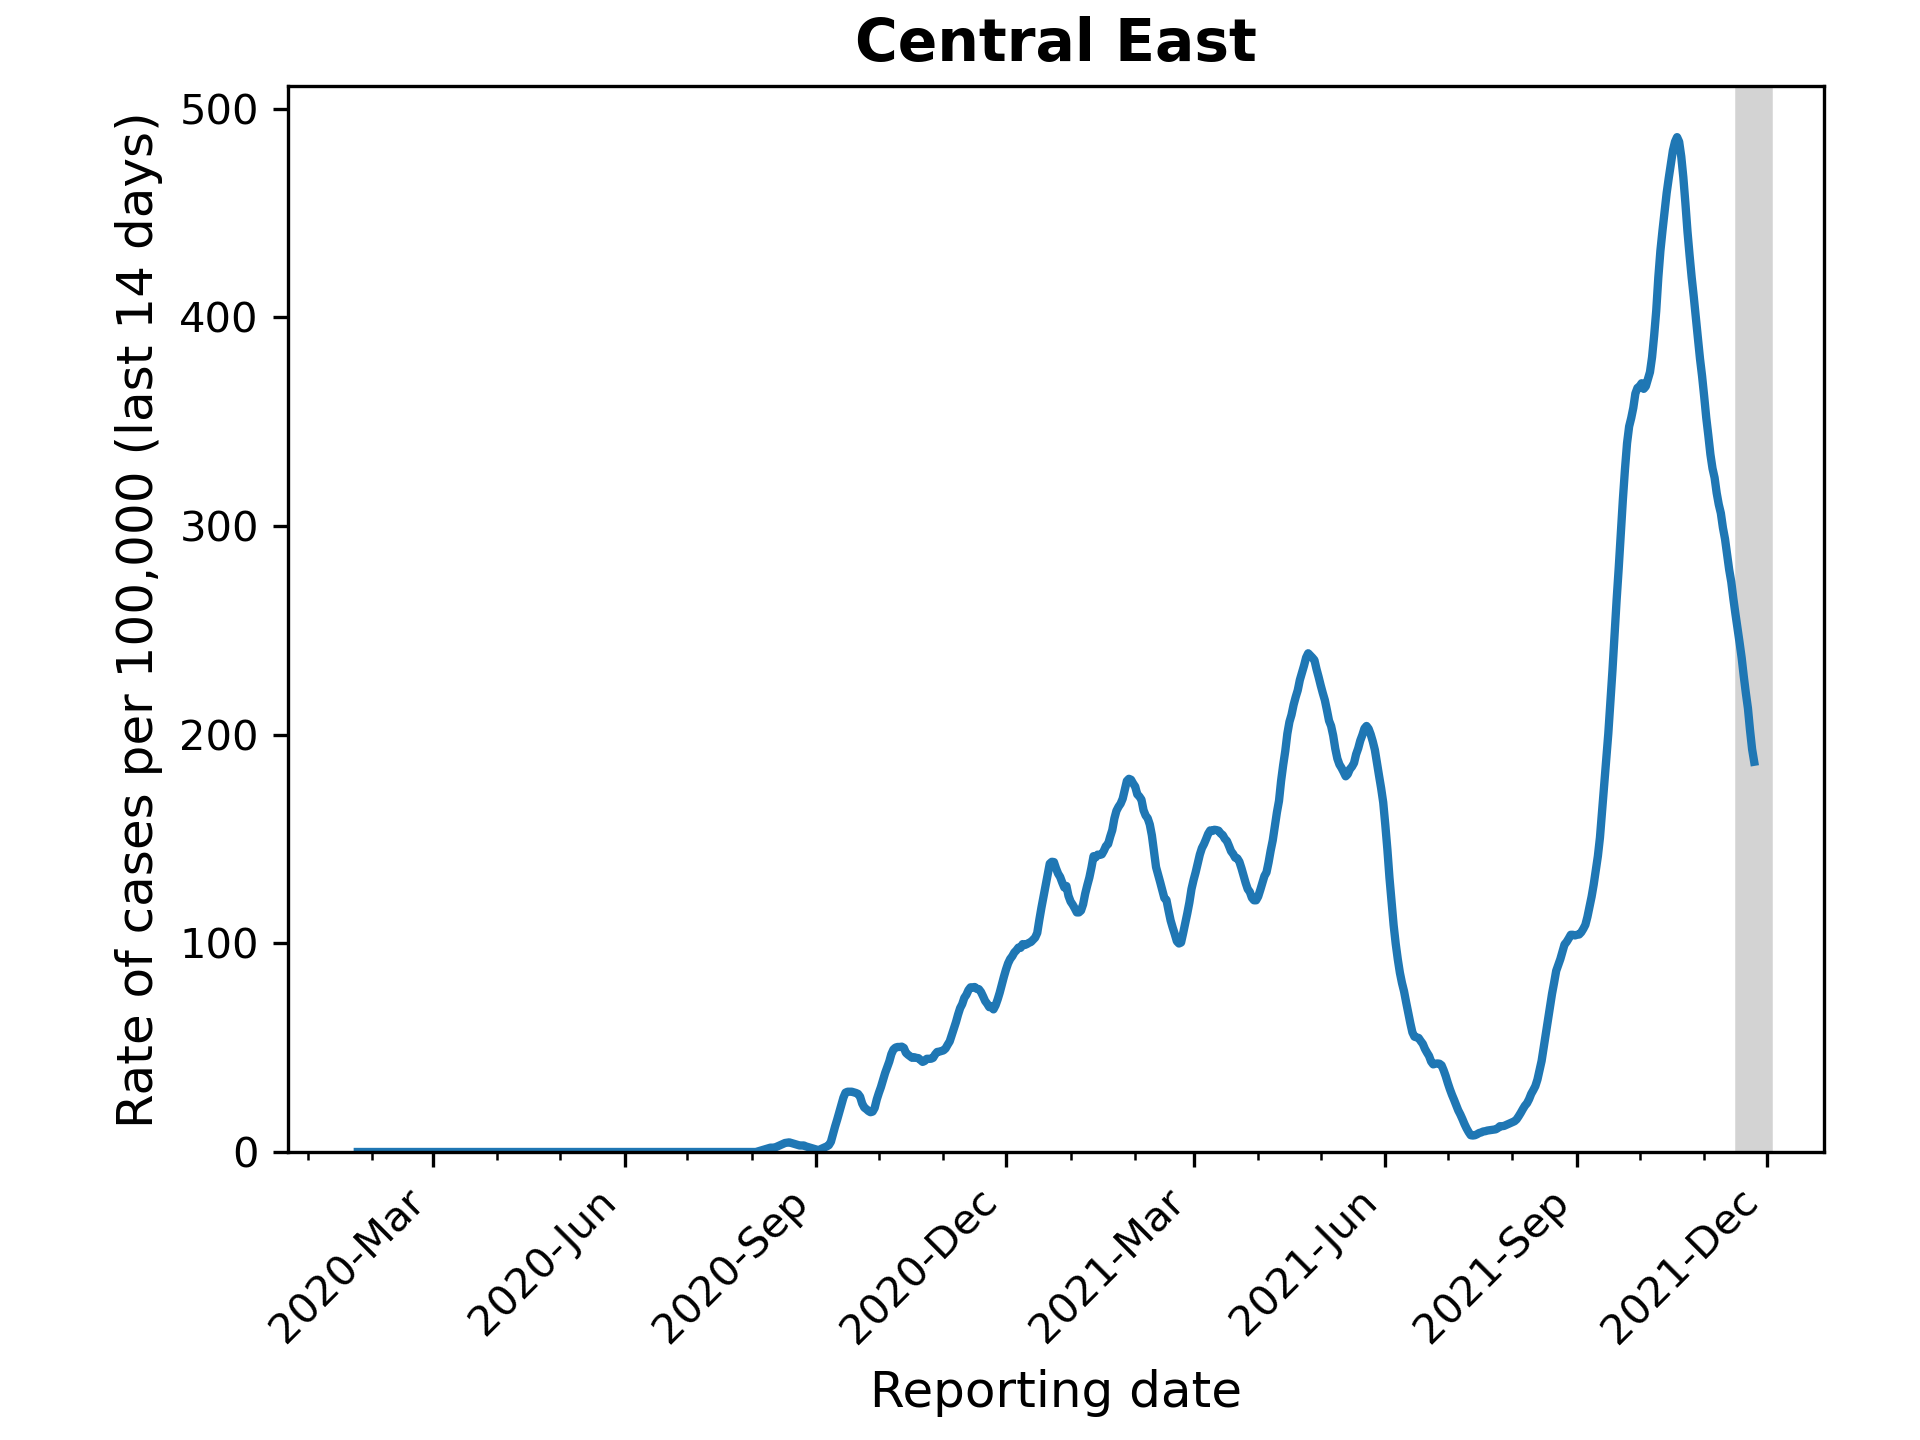 Central East
Rate of cases per 100,000 (last 14 days)
500
400
300
200
100
0
2020-Mar
2020-Jun
2020-Sep
2020-Dec
2021-Mar
2021-Jun
2021-Sep
2021-Dec
Reporting date